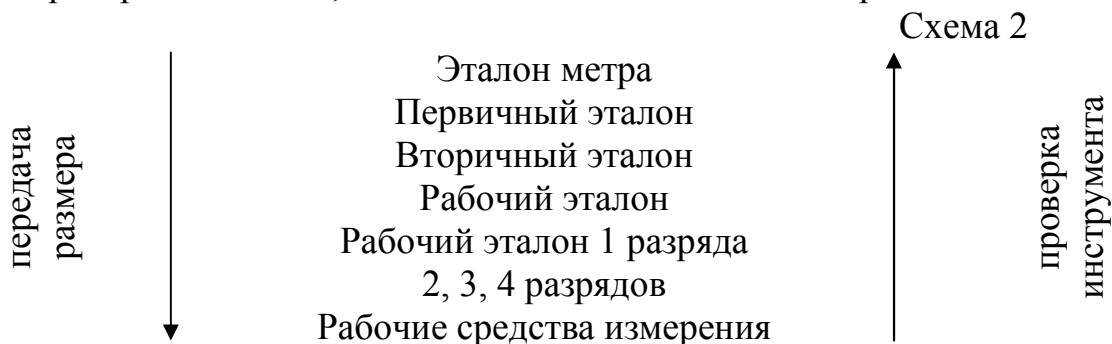 Схема 2
передача
размера
Эталон метра
Первичный эталон
Вторичный эталон
Рабочий эталон
Рабочий эталон 1 разряда
2, 3, 4 разрядов
Рабочие средства измерения
проверка
инструмента